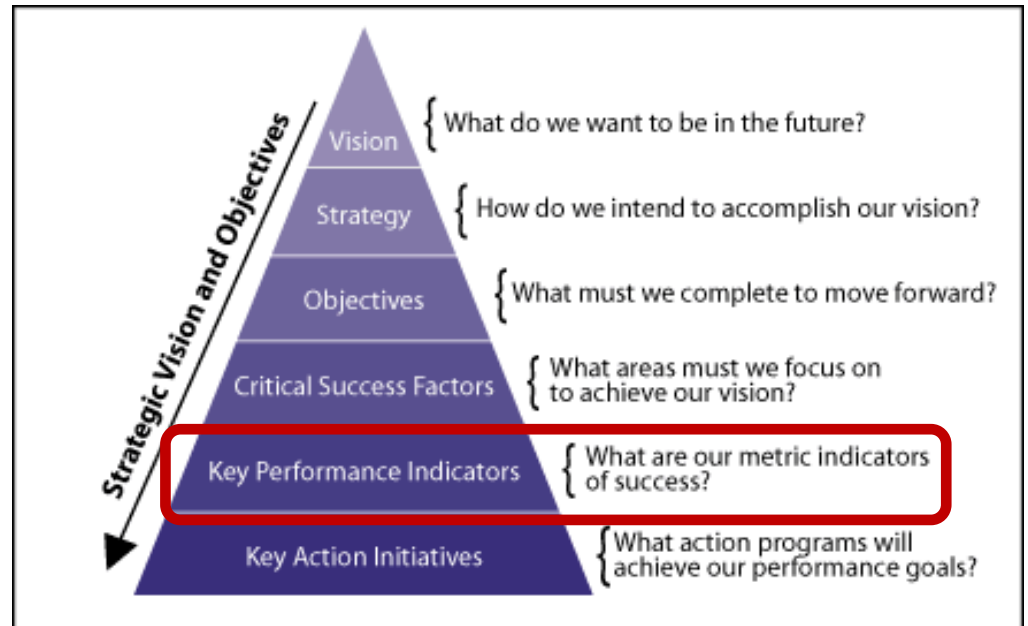 Strategic Vision and Objectives
Vision
What do we want to be in the future?
Strategy
How do we intend to accomplish our vision?
Objectives
What must we complete to move forward?
Critical Success Factors
What areas must we focus on
to achieve our vision?
Key Performance Indicators
What are our metric indicators
of success?
Key Action Initiatives
What action programs will
achieve our performance goals?